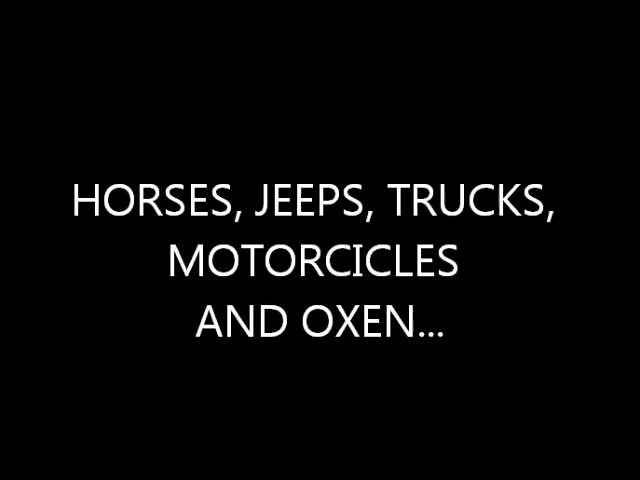 HORSES, JEEPS, TRUCKS,
MOTORCICLES
AND OXEN...